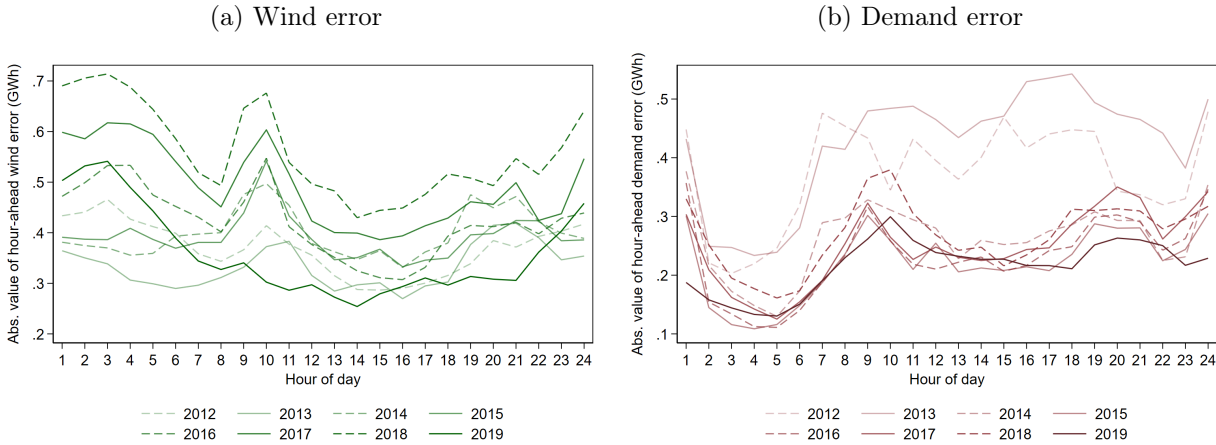 (a) Wind error
Abs. value of hour-ahead wind error (GWh)
.7
.6
.5
.4
.3
.2
1 2 3 4 5 6 7 8 9 10 11 12 13 14 15 16 17 18 19 20 21 22 23 24
Hour of day
2012 2013 2014 2015
2016 2017 2018 2019
(b) Demand error
Abs. value of hour-ahead demand error (GWh)
.5
.4
.3
.2
.1
1 2 3 4 5 6 7 8 9 10 11 12 13 14 15 16 17 18 19 20 21 22 23 24
Hour of day
2012 2013 2014 2015
2016 2017 2018 2019